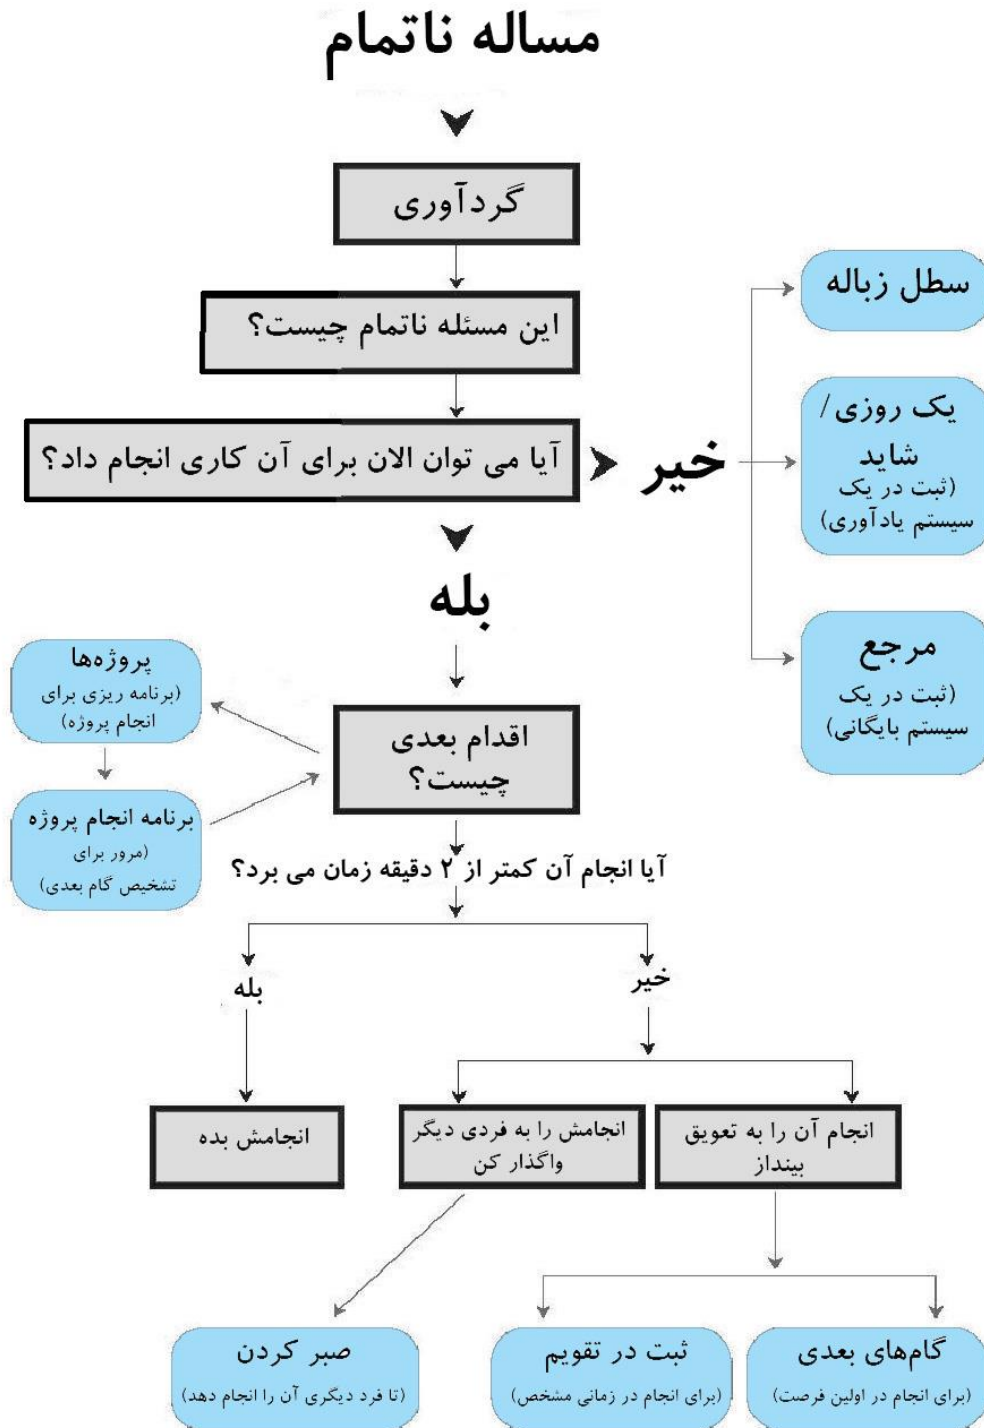 مساله ناتمام
گردآوری
این مسئله ناتمام چیست؟
آیا می توان الان برای آن کاری انجام داد؟
خیر
سطل زباله
یک روزی /
شاید
(ثبت در یک
سیستم یادآوری)
مرجع
(ثبت در یک
سیستم بایگانی)
بله
اقدام بعدی
چیست؟
پروژه‌ها
(برنامه ریزی برای
انجام پروژه)
برنامه انجام پروژه
(مرور برای
تشخیص گام بعدی)
آیا انجام آن کمتر از ۲ دقیقه زمان می برد؟
خیر
بله
انجام آن را به تعویق
بینداز
انجامش را به فردی دیگر
واگذار کن
انجامش بده
گام‌های بعدی
(برای انجام در اولین فرصت)
ثبت در تقویم
(برای انجام در زمانی مشخص)
صبر کردن
(تا فرد دیگری آن را انجام دهد)